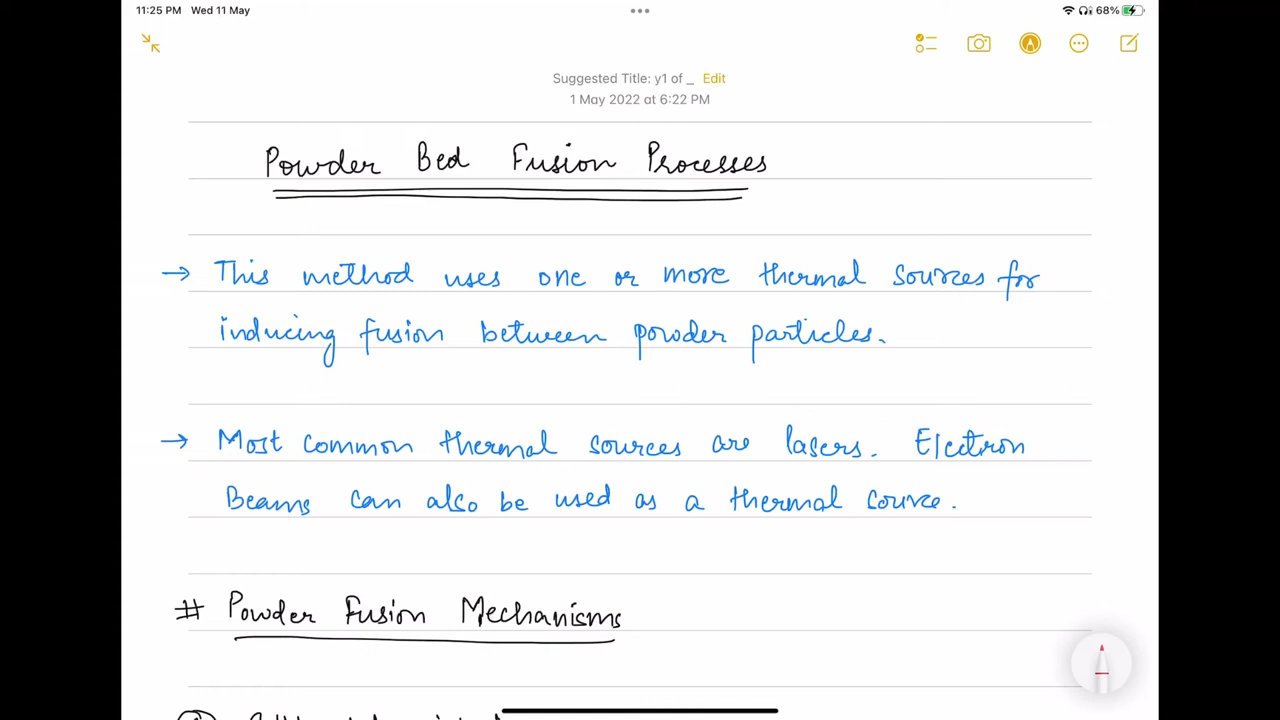 11:25 PM Wed 11 May
68%
Suggested Title: y1 of _ Edit
1 May 2022 at 6:22 PM
Powder Bed Fusion Processes
→ This method uses one or more thermal sources for
inducing fusion between powder particles.
→ Most common thermal sources are lasers. Electron
Beams can also be used as a thermal source.
# Powder Fusion Mechanisms